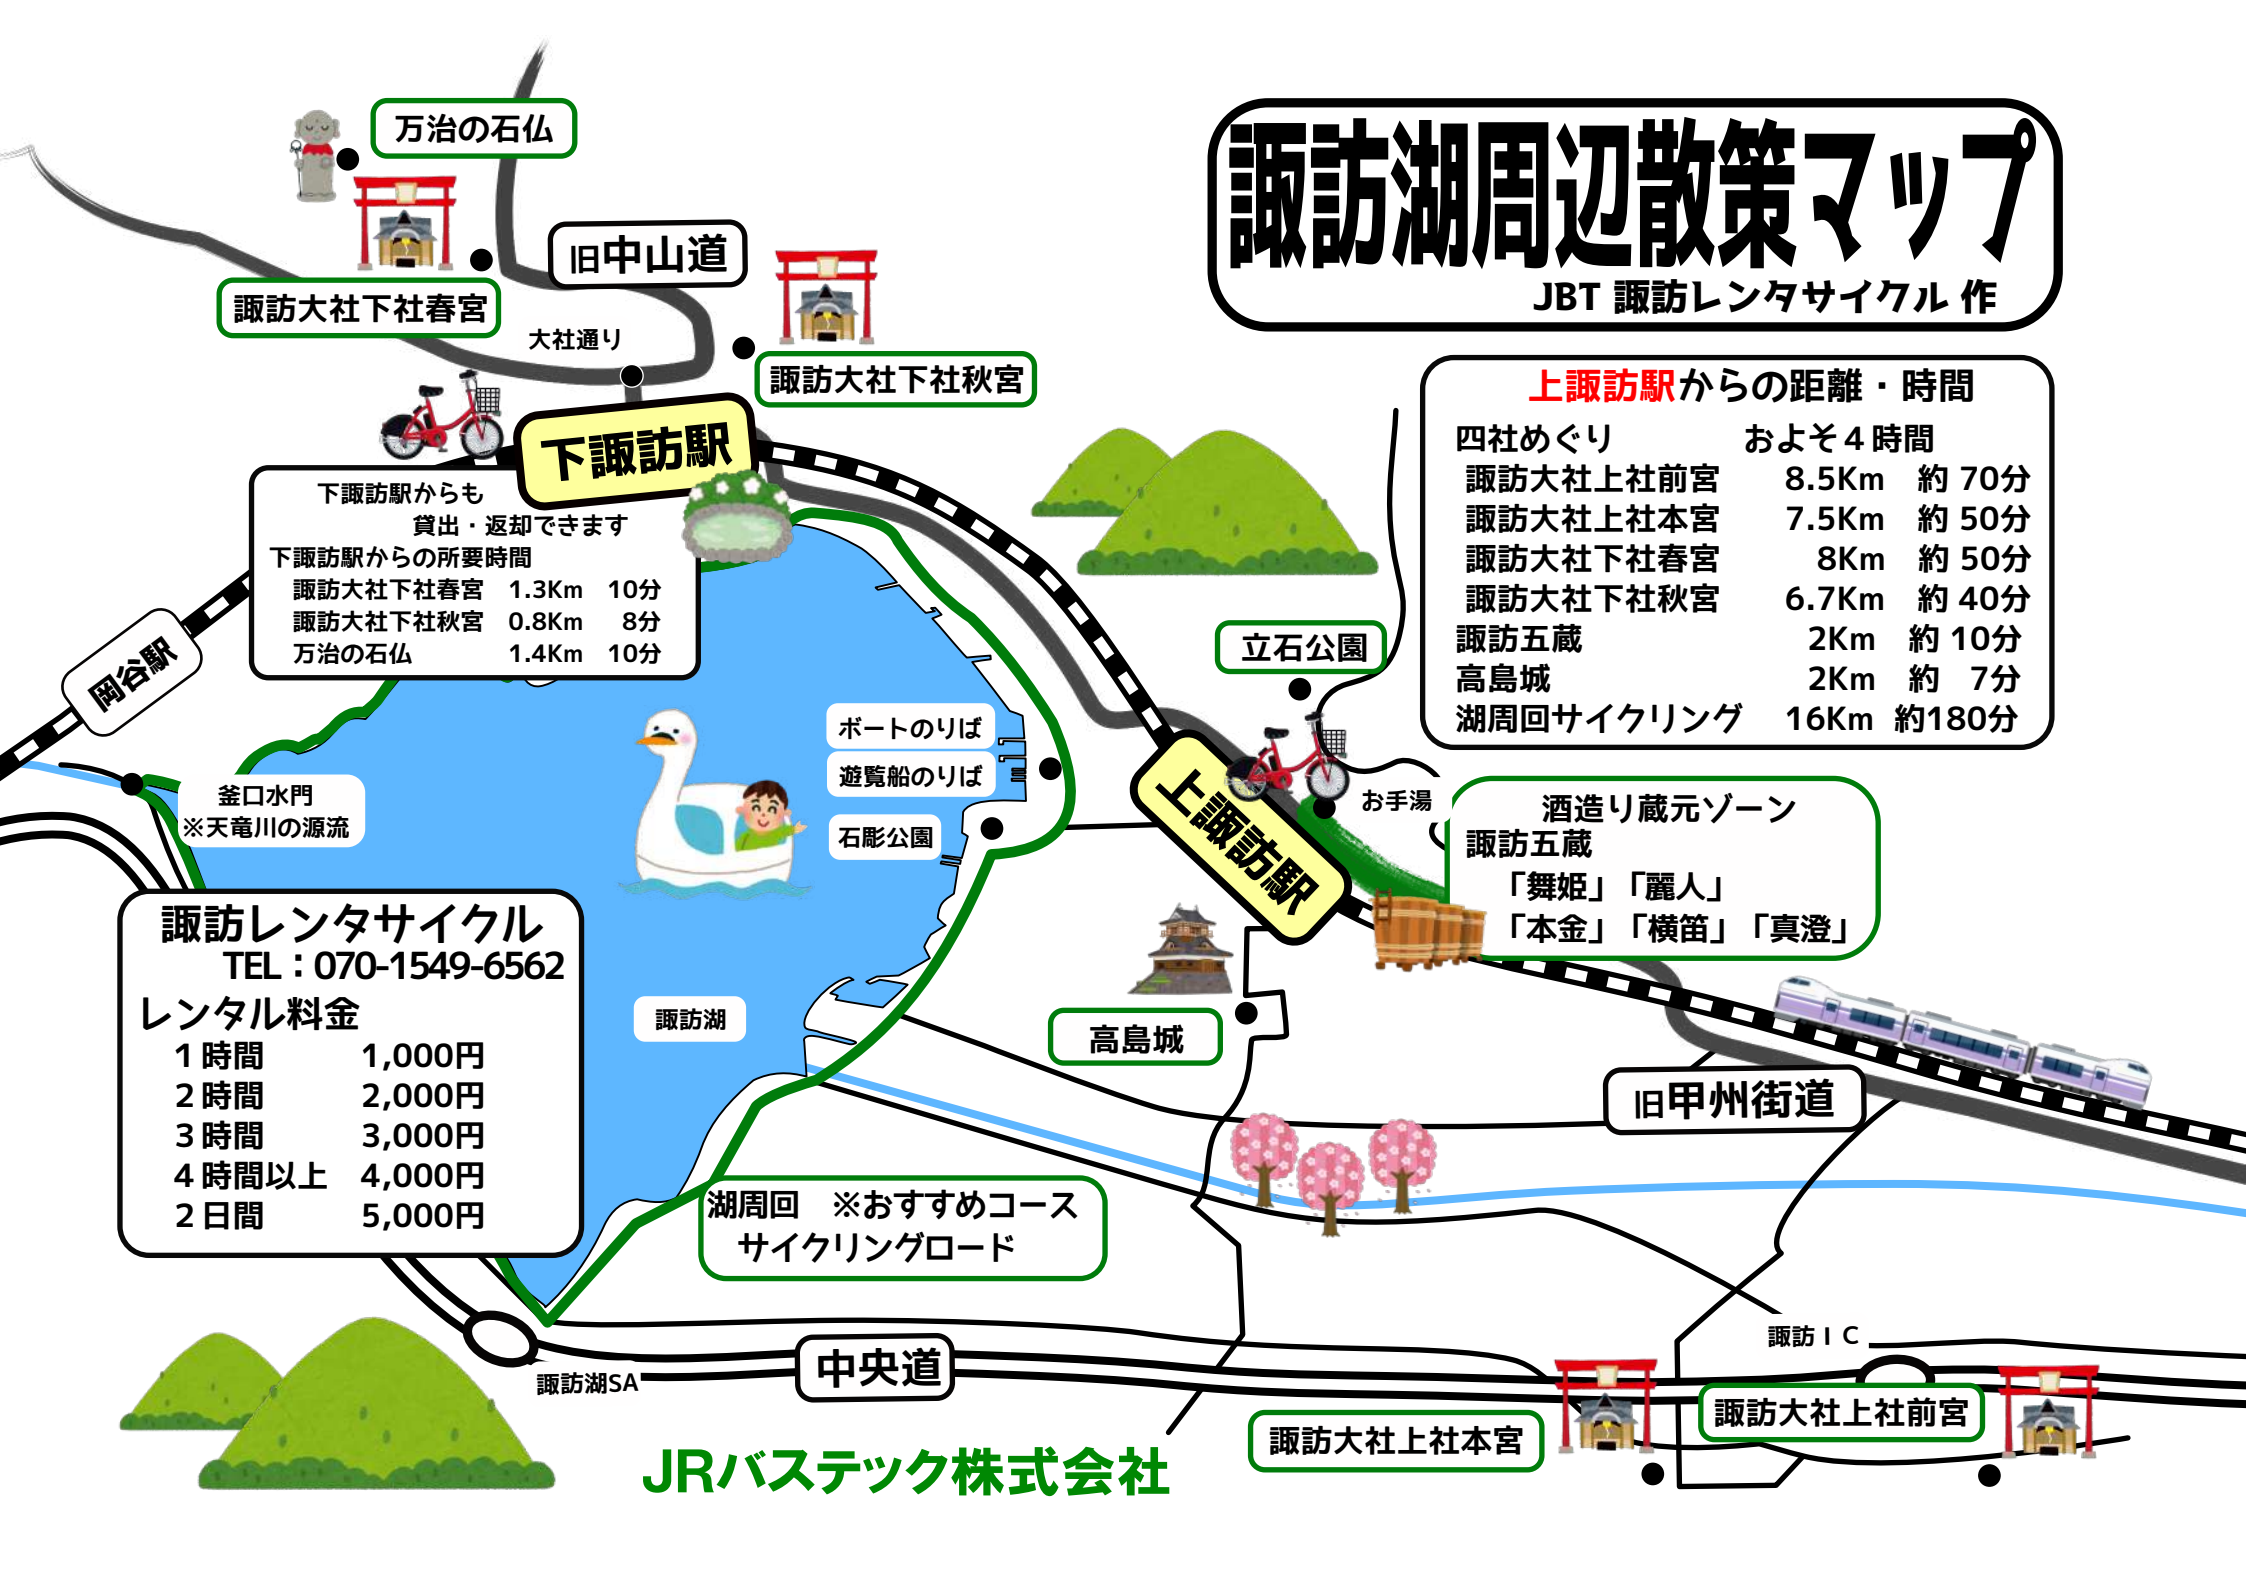 諏訪湖周辺散策マップ
JBT 諏訪レンタサイクル 作
万治の石仏
旧中山道
諏訪大社下社春宮
大社通り
諏訪大社下社秋宮
下諏訪駅
下諏訪駅からも
貸出・返却できます
下諏訪駅からの所要時間
諏訪大社下社春宮 1.3Km 10分
諏訪大社下社秋宮 0.8Km 8分
万治の石仏 1.4Km 10分
上諏訪駅からの距離・時間
四社めぐり およそ4時間
諏訪大社上社前宮 8.5Km 約 70分
諏訪大社上社本宮 7.5Km 約 50分
諏訪大社下社春宮 8Km 約 50分
諏訪大社下社秋宮 6.7Km 約 40分
諏訪五蔵 2Km 約 10分
高島城 2Km 約 7分
湖周回サイクリング 16Km 約180分
岡谷駅
立石公園
ボートのりば
遊覧船のりば
石彫公園
釜口水門
※天竜川の源流
上諏訪駅
お手湯
酒造り蔵元ゾーン
諏訪五蔵
「舞姫」「麗人」
「本金」「横笛」「真澄」
諏訪レンタサイクル
TEL：070-1549-6562
レンタル料金
1時間 1,000円
2時間 2,000円
3時間 3,000円
4時間以上 4,000円
2日間 5,000円
諏訪湖
高島城
旧甲州街道
湖周回 ※おすすめコース
サイクリングロード
諏訪ＩＣ
諏訪湖SA
中央道
諏訪大社上社本宮
諏訪大社上社前宮
JRバステック株式会社